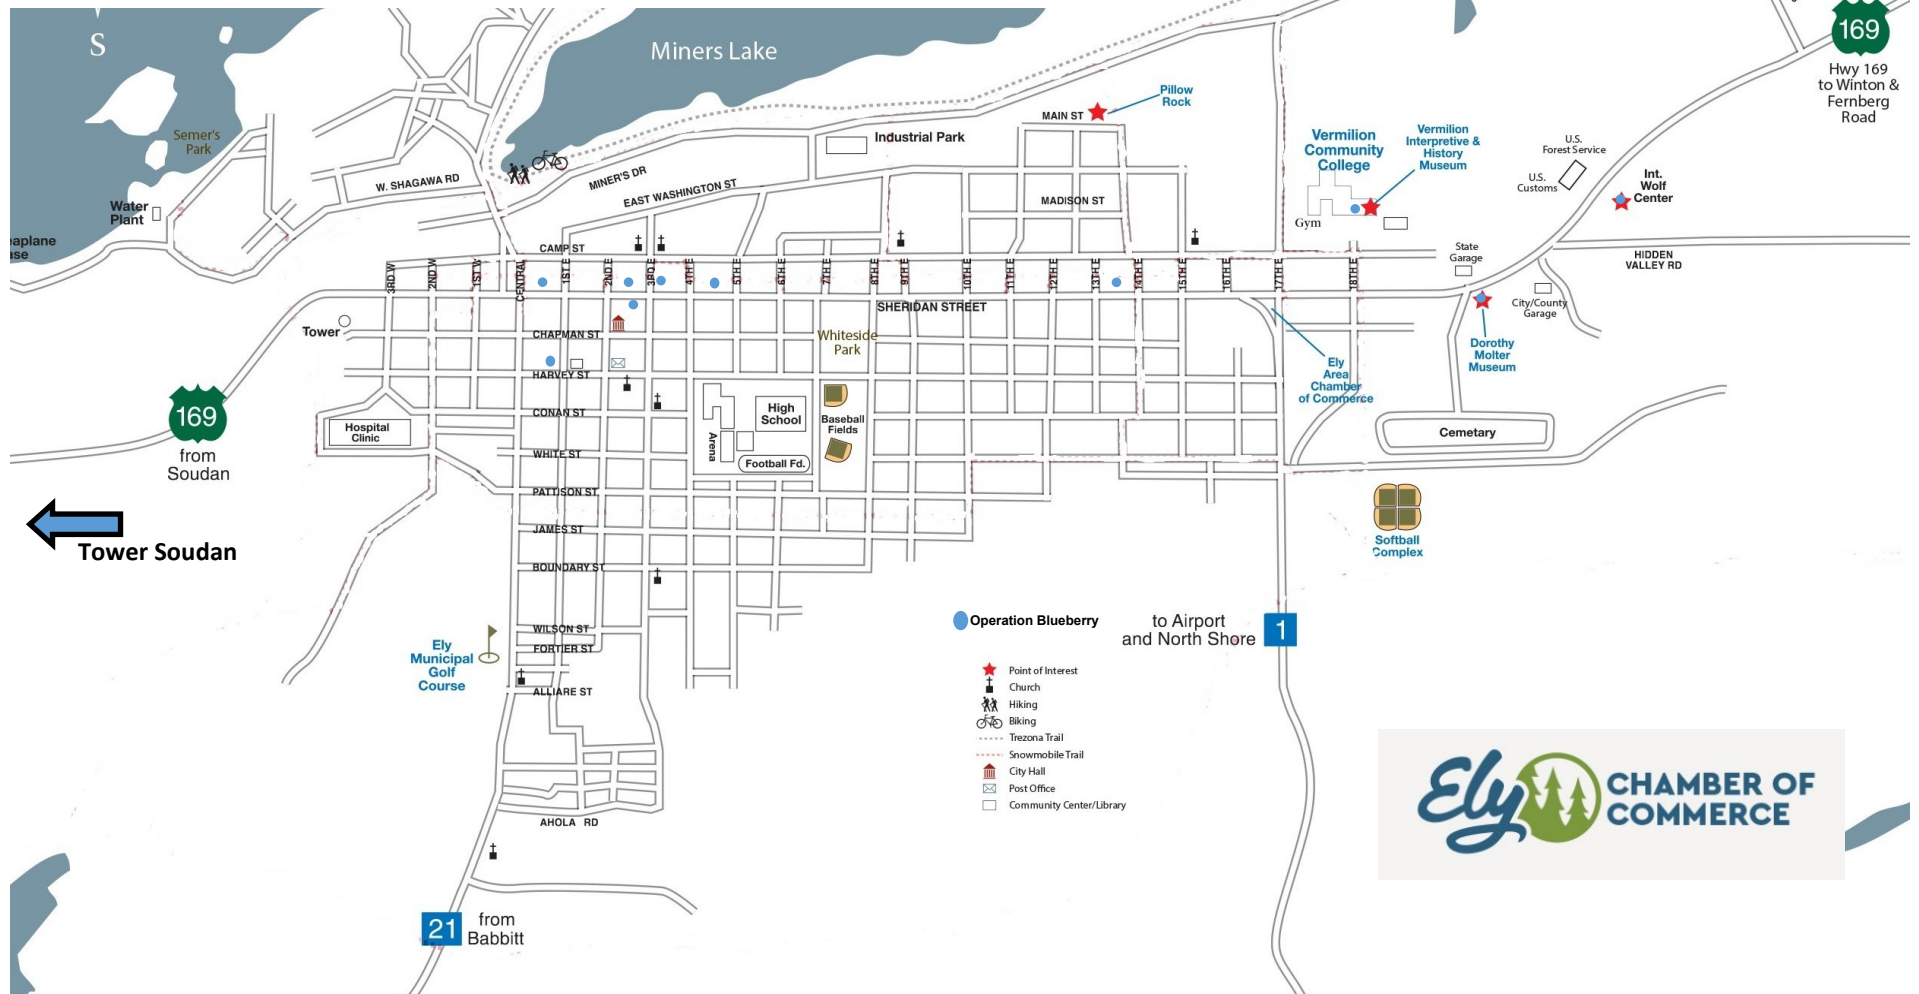 S
Miners Lake
169
Hwy 169
to Winton &
Fernberg
Road
Semer's
Park
Pillow
Rock
MAIN ST
Industrial Park
Vermilion
Community
College
Vermilion
Interpretive &
History
Museum
U.S.
Forest Service
U.S.
Customs
Int.
Wolf
Center
W. SHAGAWA RD
MINER'S DR
EAST WASHINGTON ST
MADISON ST
Water
Plant
Gym
eaplane
ase
CAMP ST
State
Garage
HIDDEN
VALLEY RD
3RD W
2ND W
1ST W
CENTRAL
1ST E
2ND E
3RD E
4TH E
5TH E
6TH E
7TH E
8TH E
9TH E
10TH E
11TH E
12TH E
13TH E
14TH E
15TH E
16TH E
17TH E
18TH E
SHERIDAN STREET
City/County
Garage
Tower
CHAPMAN ST
Whiteside
Park
Dorothy
Molter
Museum
Ely
Area
Chamber
of Commerce
HARVEY ST
169
from
Soudan
CONAN ST
High
School
Baseball
Fields
Arena
Hospital
Clinic
Cemetary
WHITE ST
Football Fd.
PATTISON ST
Tower Soudan
JAMES ST
Softball
Complex
BOUNDARY ST
Operation Blueberry
to Airport
and North Shore
1
WILSON ST
FORTIER ST
Ely
Municipal
Golf
Course
ALLIARE ST
Point of Interest
Church
Hiking
Biking
Trezona Trail
Snowmobile Trail
City Hall
Post Office
Community Center/Library
AHOLA RD
Ely
CHAMBER OF
COMMERCE
21
from
Babbitt